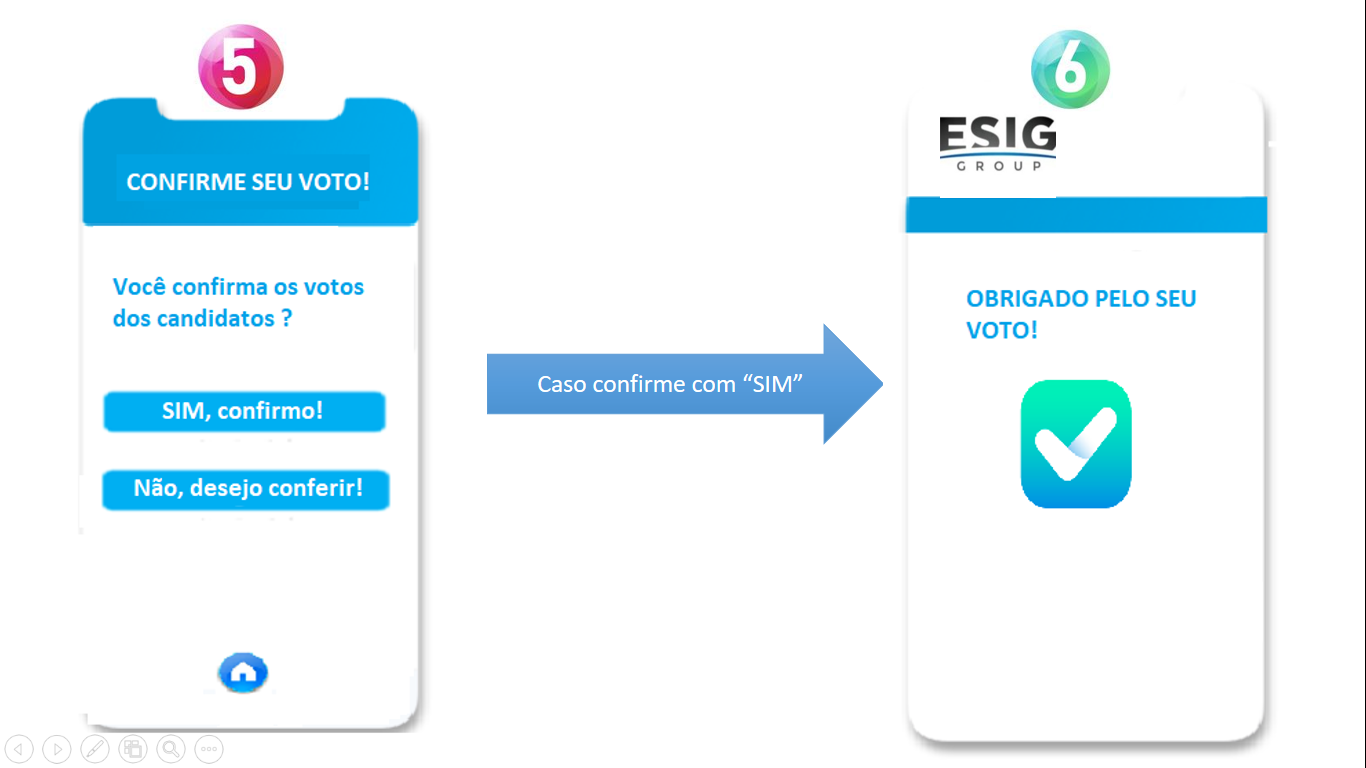 5
CONFIRME SEU VOTO!
Você confirma os votos
dos candidatos ?
SIM, confirmo!
Não, desejo conferir!
Caso confirme com “SIM”
6
ESIG
GROUP
OBRIGADO PELO SEU
VOTO!